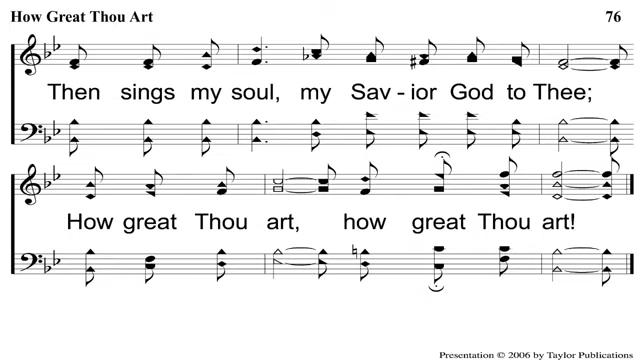 How Great Thou Art 76
Then sings my soul, my Sav - ior God to Thee;
How great Thou art, how great Thou art!
Presentation © 2006 by Taylor Publications